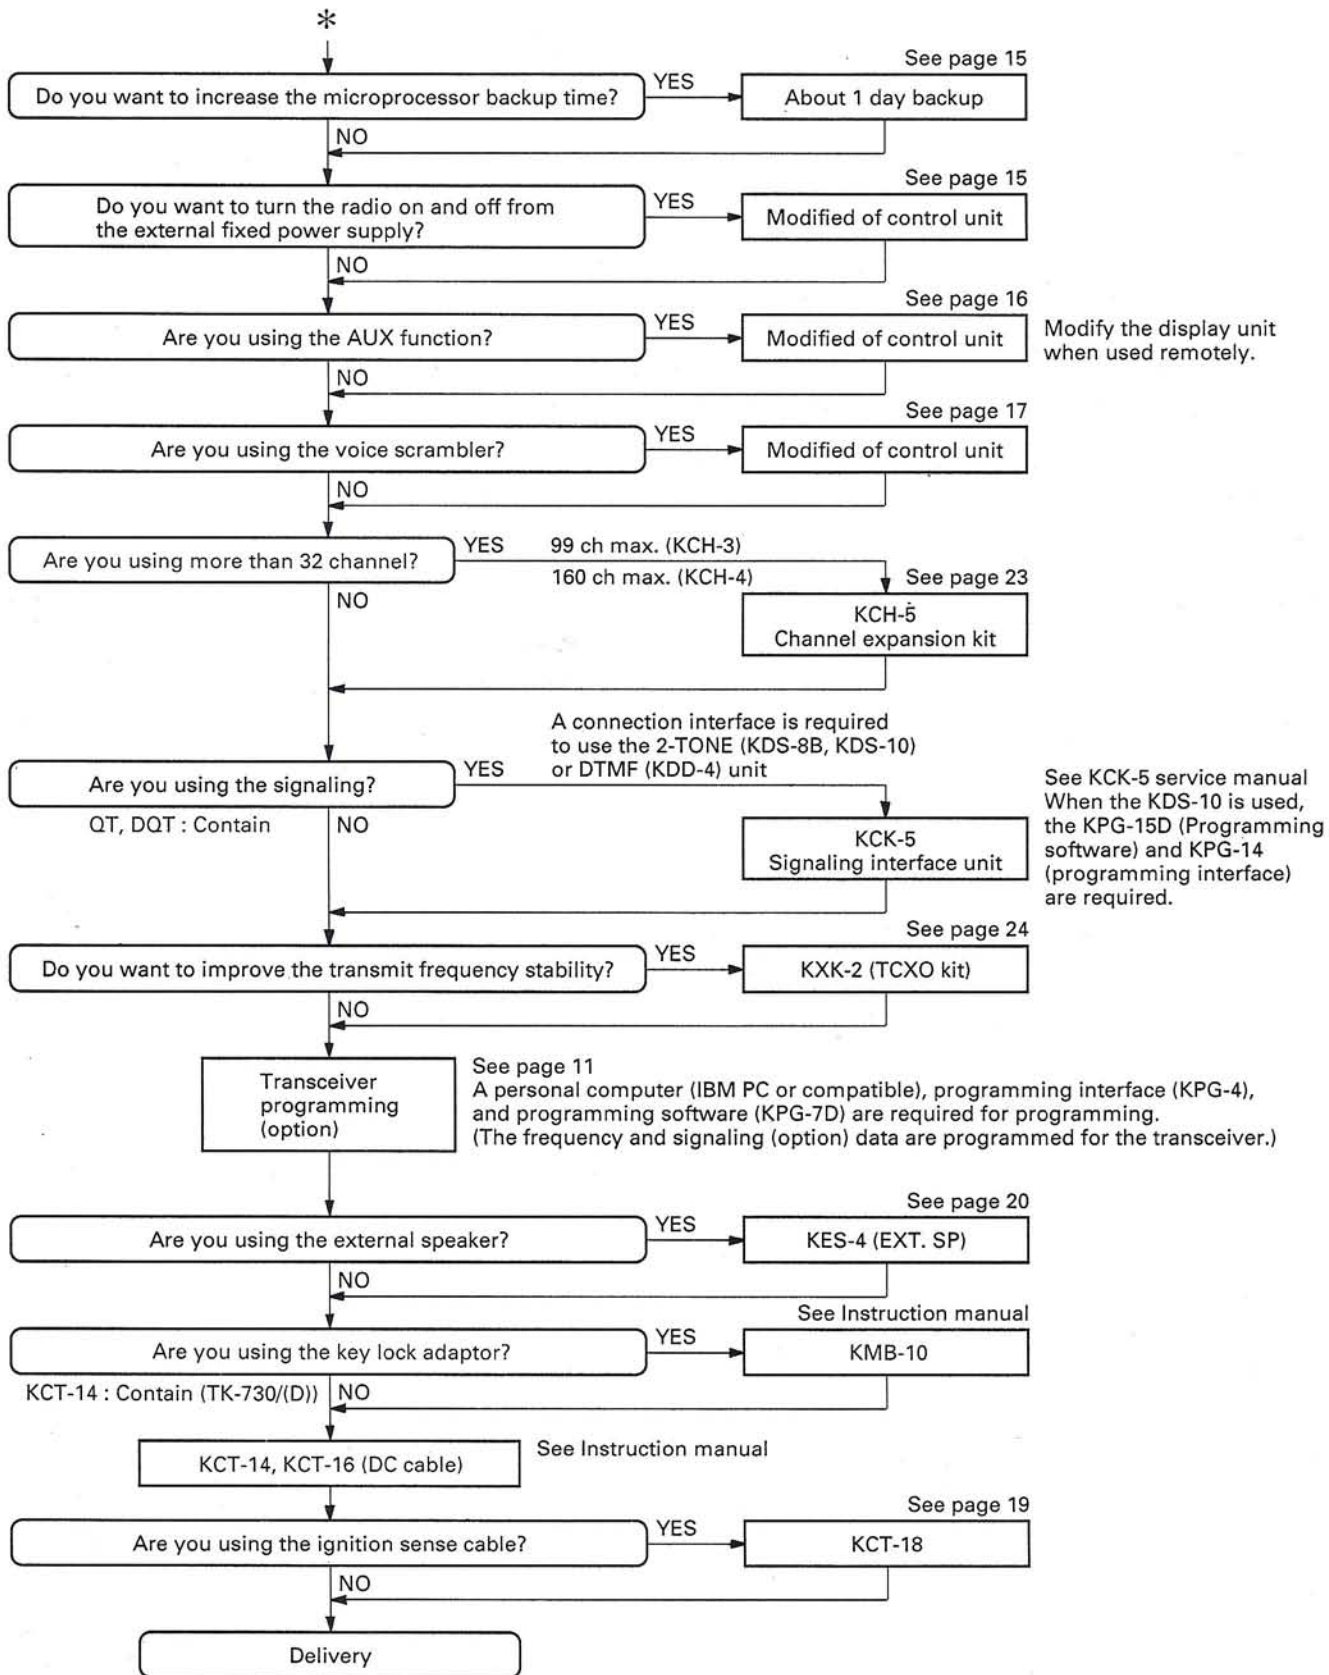 *
See page 15
Do you want to increase the microprocessor backup time?
YES
About 1 day backup
NO
See page 15
Do you want to turn the radio on and off from
the external fixed power supply?
YES
Modified of control unit
NO
See page 16
Are you using the AUX function?
YES
Modified of control unit
Modify the display unit
when used remotely.
NO
See page 17
Are you using the voice scrambler?
YES
Modified of control unit
NO
Are you using more than 32 channel?
YES
99 ch max. (KCH-3)
160 ch max. (KCH-4)
See page 23
NO
KCH-5
Channel expansion kit
A connection interface is required
to use the 2-TONE (KDS-8B, KDS-10)
or DTMF (KDD-4) unit
Are you using the signaling?
YES
QT, DQT : Contain
NO
KCK-5
Signaling interface unit
See KCK-5 service manual
When the KDS-10 is used,
the KPG-15D (Programming
software) and KPG-14
(programming interface)
are required.
See page 24
Do you want to improve the transmit frequency stability?
YES
KXK-2 (TCXO kit)
NO
Transceiver
programming
(option)
See page 11
A personal computer (IBM PC or compatible), programming interface (KPG-4),
and programming software (KPG-7D) are required for programming.
(The frequency and signaling (option) data are programmed for the transceiver.)
See page 20
Are you using the external speaker?
YES
KES-4 (EXT. SP)
NO
See Instruction manual
Are you using the key lock adaptor?
YES
KMB-10
KCT-14 : Contain (TK-730/(D))
NO
KCT-14, KCT-16 (DC cable)
See Instruction manual
See page 19
Are you using the ignition sense cable?
YES
KCT-18
NO
Delivery